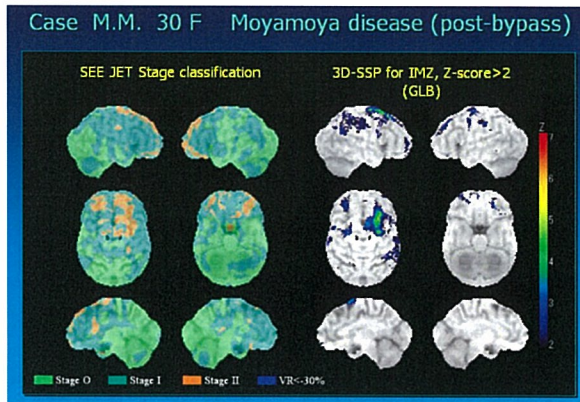 Case M.M. 30 F Moyamoya disease (post-bypass)
SEE JET Stage classification
3D-SSP for IMZ, Z-score>2
(GLB)
Z
7
6
5
4
3
2
Stage O
Stage I
Stage II
VR<-30%